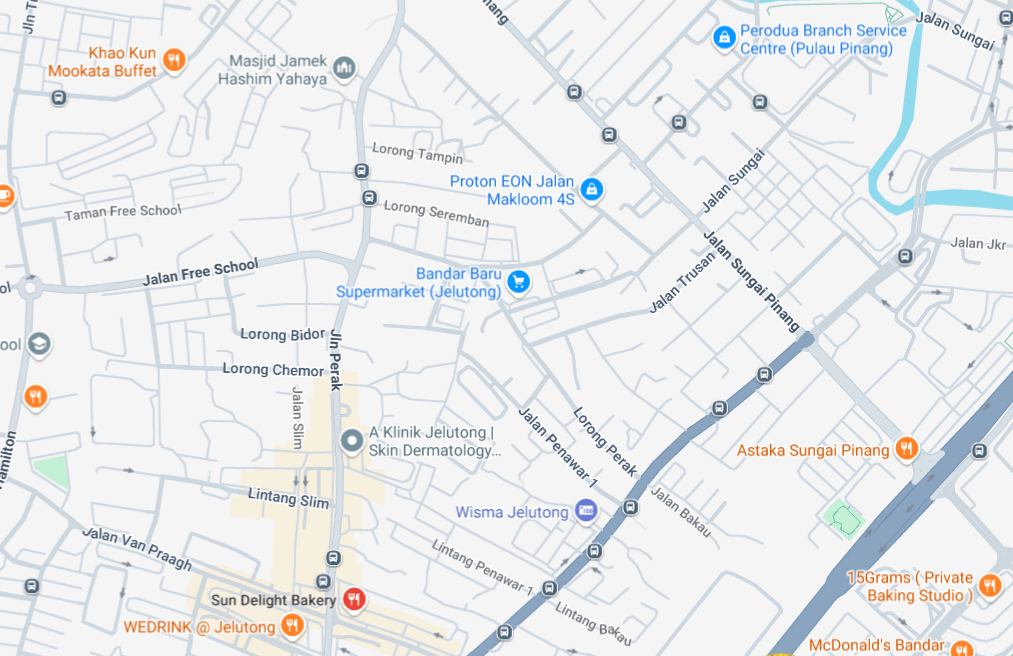 Jln T
nang
Jalan Sungai
Perodua Branch Service
Centre (Pulau Pinang)
Khao Kun
Mookata Buffet
Masjid Jamek
Hashim Yahaya
Lorong Tampin
Proton EON Jalan
Makloom 4S
Jalan Sungai
Taman Free School
Lorong Seremban
Jalan Jkr
Jalan Free School
Jalan Trusan
Jalan Sungai Pinang
Bandar Baru
Supermarket (Jelutong)
ool
Lorong Bidor
Jln Perak
Lorong Chemor
Jalan Slim
A Klinik Jelutong |
Skin Dermatology...
Jalan Penawar 1
Lorong Perak
Astaka Sungai Pinang
Hamilton
Lintang Slim
Wisma Jelutong
Jalan Bakau
Jalan Van Praagh
Lintang Penawar 1
Lintang Bakau
15Grams ( Private
Baking Studio )
Sun Delight Bakery
WEDRINK @ Jelutong
McDonald's Bandar